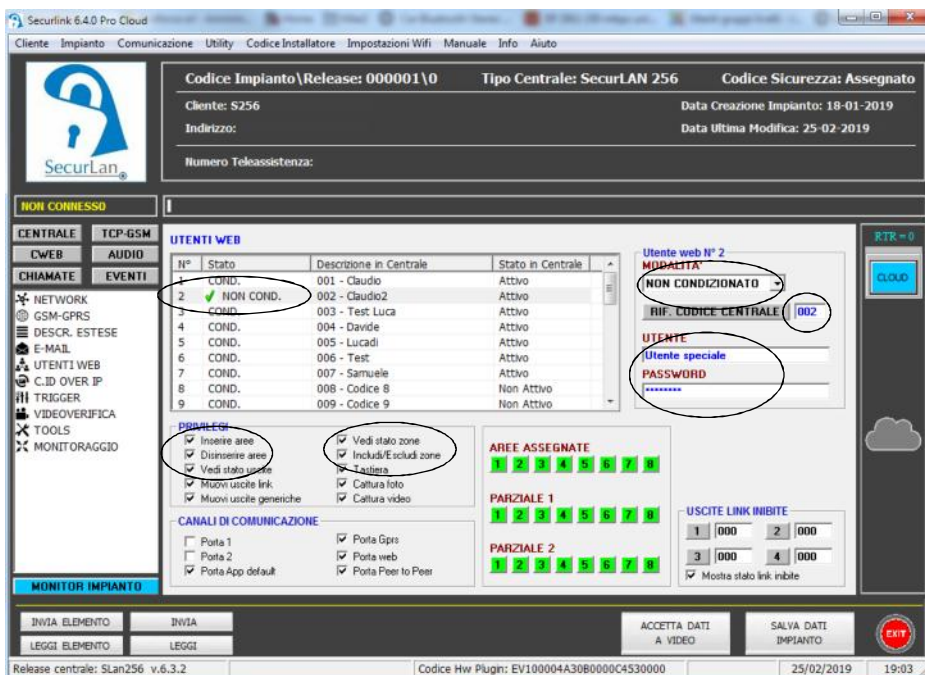 Securlink 6.4.0 Pro Cloud
Cliente Impianto Comunicazione Utility Codice Installatore Impostazioni Wifi Manuale Info Aiuto
SecurLan®
Codice Impianto\Release: 000001\0 Tipo Centrale: SecurLAN 256 Codice Sicurezza: Assegnato
Cliente: S256 Data Creazione Impianto: 18-01-2019
Indirizzo: Data Ultima Modifica: 25-02-2019
Numero Teleassistenza:
NON CONNESSO
CENTRALE TCP-GSM
CWEB AUDIO
CHIAMATE EVENTI
NETWORK
GSM-GPRS
DESCR. ESTESE
E-MAIL
UTENTI WEB
C.ID OVER IP
TRIGGER
VIDEOVERIFICA
TOOLS
MONITORAGGIO
MONITOR IMPIANTO
UTENTI WEB
N° Stato Descrizione in Centrale Stato in Centrale
1 COND. 001 - Claudio Attivo
2 NON COND. 002 - Claudio2 Attivo
3 COND. 003 - Test Luca Attivo
4 COND. 004 - Davide Attivo
5 COND. 005 - Lucadi Attivo
6 COND. 006 - Test Attivo
7 COND. 007 - Samuele Attivo
8 COND. 008 - Codice 8 Non Attivo
9 COND. 009 - Codice 9 Non Attivo
Utente web N° 2
MODALITA'
NON CONDIZIONATO
RIF. CODICE CENTRALE 002
UTENTE
Utente speciale
PASSWORD
********
PRIVILEGI
Inserire aree Vedi stato zone
Disinserire aree Includi/Escludi zone
Vedi stato uscite Tastiera
Muovi uscite link Cattura foto
Muovi uscite generiche Cattura video
CANALI DI COMUNICAZIONE
Porta 1 Porta Gprs
Porta 2 Porta web
Porta App default Porta Peer to Peer
AREE ASSEGNATE
1 2 3 4 5 6 7 8
PARZIALE 1
1 2 3 4 5 6 7 8
PARZIALE 2
1 2 3 4 5 6 7 8
USCITE LINK INIBITE
1 000 2 000
3 000 4 000
Mostra stato link inibite
RTR = 0
CLOUD
INVIA ELEMENTO INVIA
LEGGI ELEMENTO LEGGI
ACCETTA DATI A VIDEO
SALVA DATI IMPIANTO
EXIT
Release centrale: SLan256 v.6.3.2 Codice Hw Plugin: EV100004A30B0000C4530000 25/02/2019 19:03